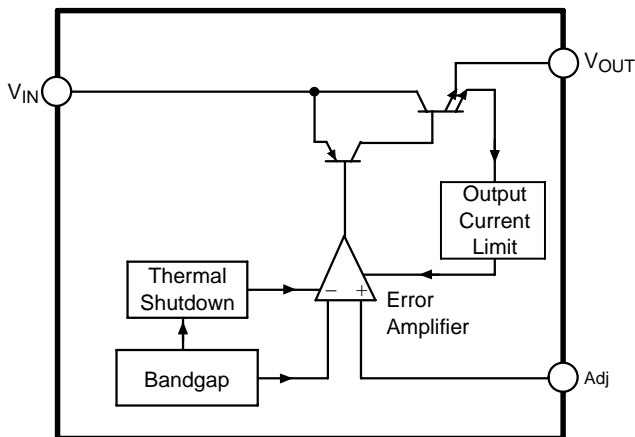 VIN
VOUT
Output
Current
Limit
Thermal
Shutdown
− +
Error
Amplifier
Bandgap
Adj